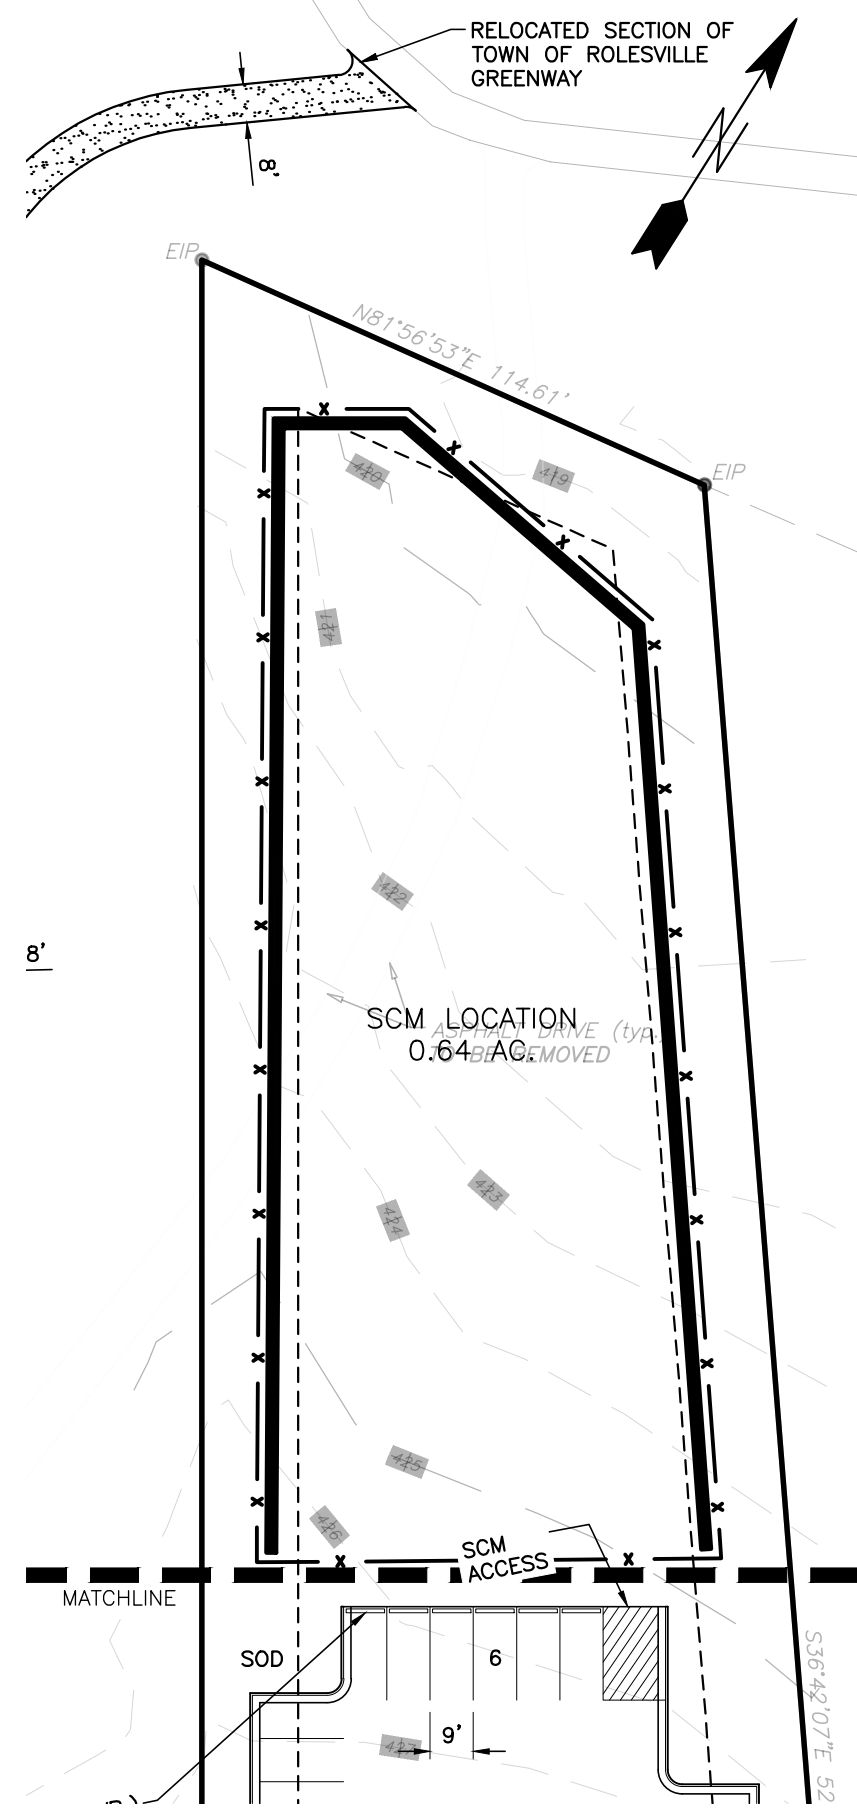 RELOCATED SECTION OF
TOWN OF ROLESVILLE
GREENWAY
8'
N
EIP
N81°56'53"E 114.61'
EIP
420
419
421
422
8'
SCM LOCATION
0.64 AC.
ASPHALT DRIVE (typ.)
TO BE REMOVED
423
424
425
426
SCM
ACCESS
MATCHLINE
SOD
6
9'
427
S36°42'07"E 52